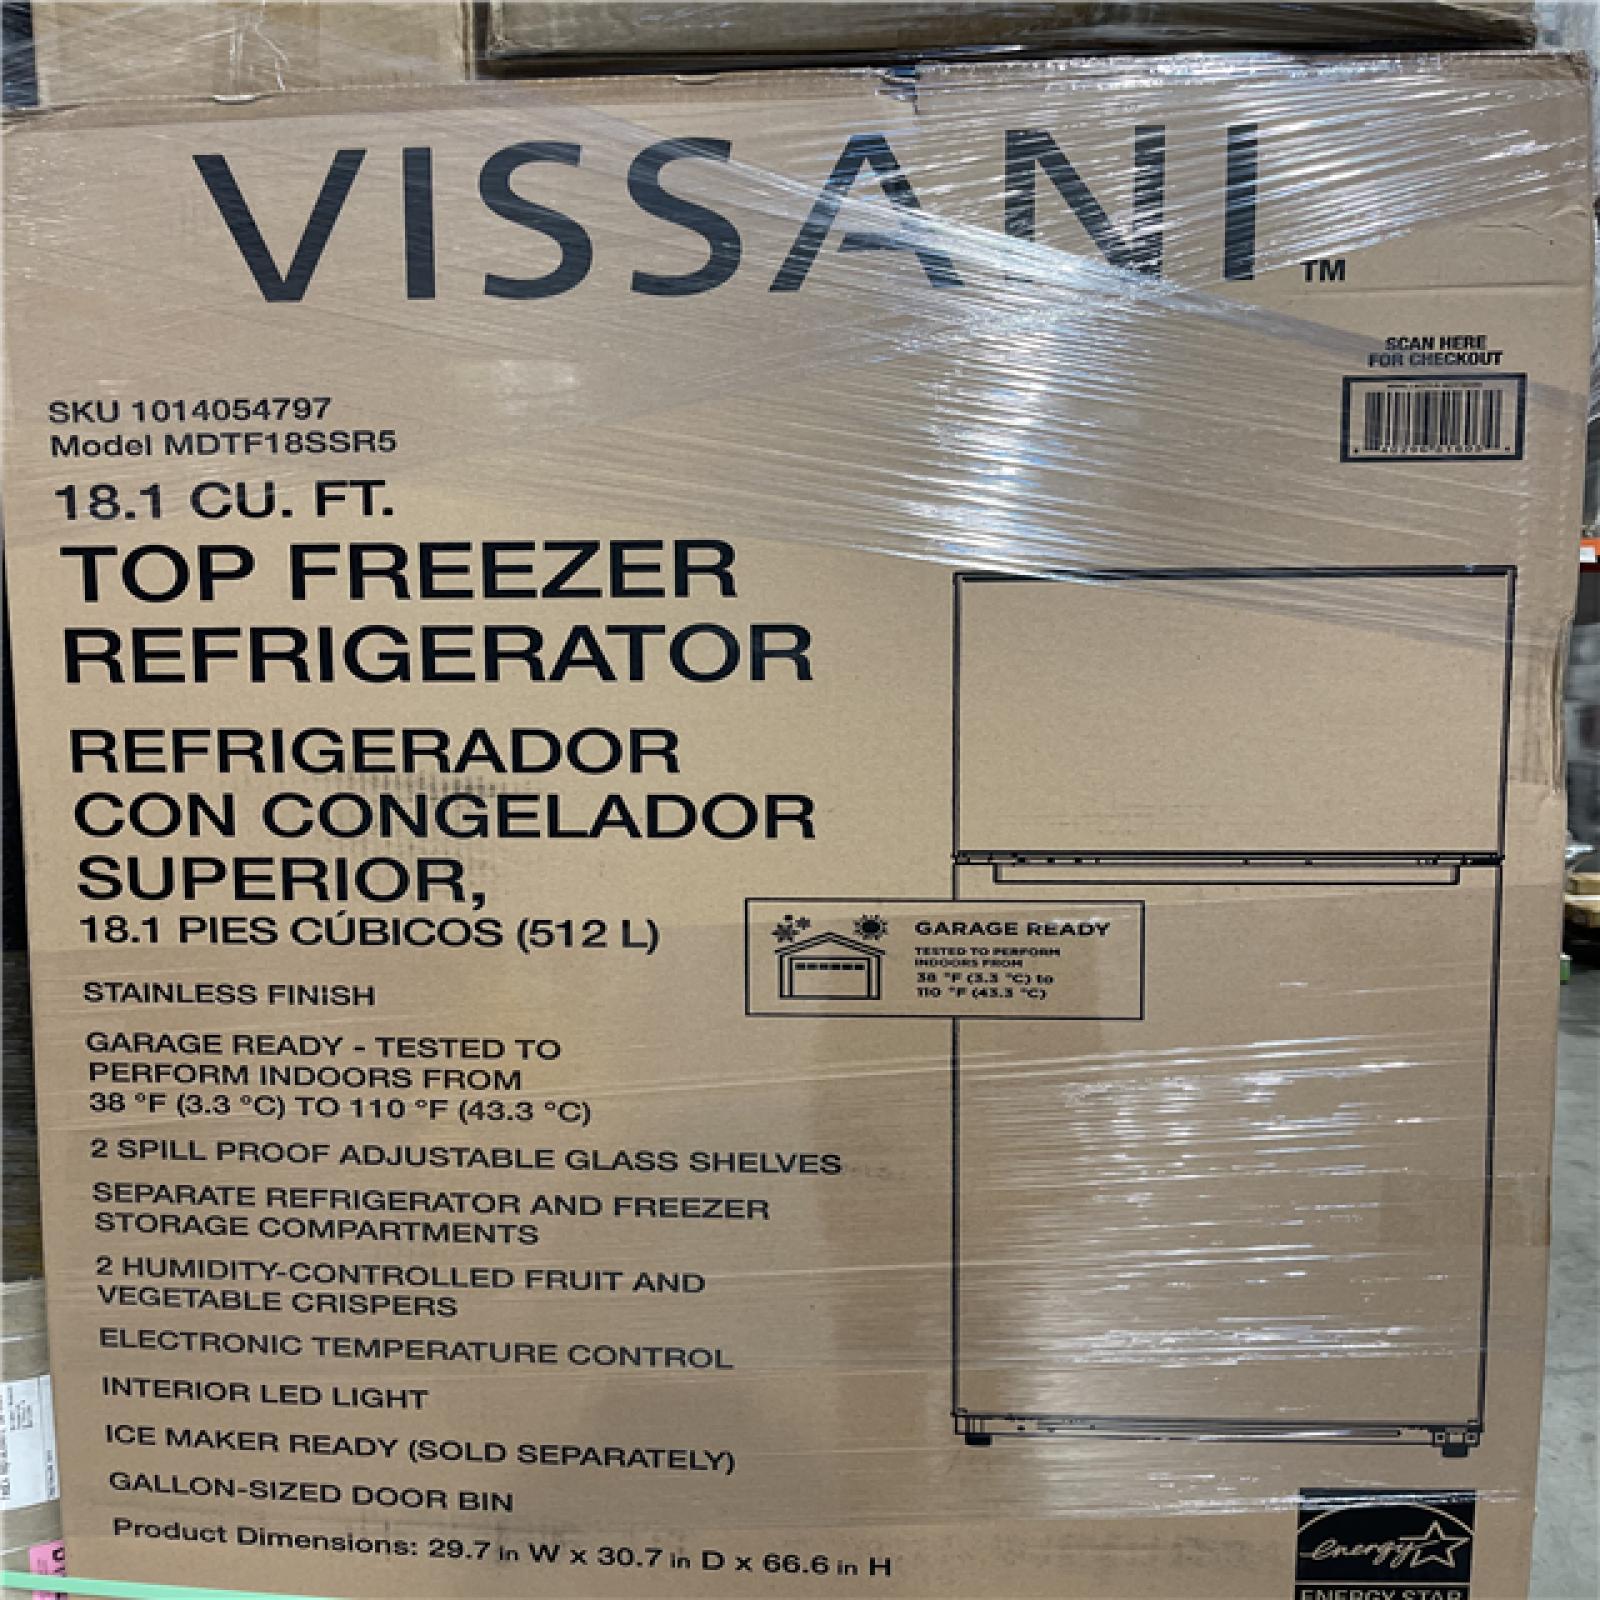 VISSANI
TM
SCAN HERE
FOR CHECKOUT
SKU 1014054797
Model MDTF18SSR5
18.1 CU. FT.
TOP FREEZER
REFRIGERATOR
REFRIGERADOR
CON CONGELADOR
SUPERIOR,
18.1 PIES CÚBICOS (512 L)
GARAGE READY
TESTED TO PERFORM
INDOORS FROM
38 °F (3.3 °C) to
110 °F (43.3 °C)
STAINLESS FINISH
GARAGE READY - TESTED TO
PERFORM INDOORS FROM
38 °F (3.3 °C) TO 110 °F (43.3 °C)
2 SPILL PROOF ADJUSTABLE GLASS SHELVES
SEPARATE REFRIGERATOR AND FREEZER
STORAGE COMPARTMENTS
2 HUMIDITY-CONTROLLED FRUIT AND
VEGETABLE CRISPERS
ELECTRONIC TEMPERATURE CONTROL
INTERIOR LED LIGHT
ICE MAKER READY (SOLD SEPARATELY)
GALLON-SIZED DOOR BIN
Product Dimensions: 29.7 in W x 30.7 in D x 66.6 in H
energy
ENERGY STAR